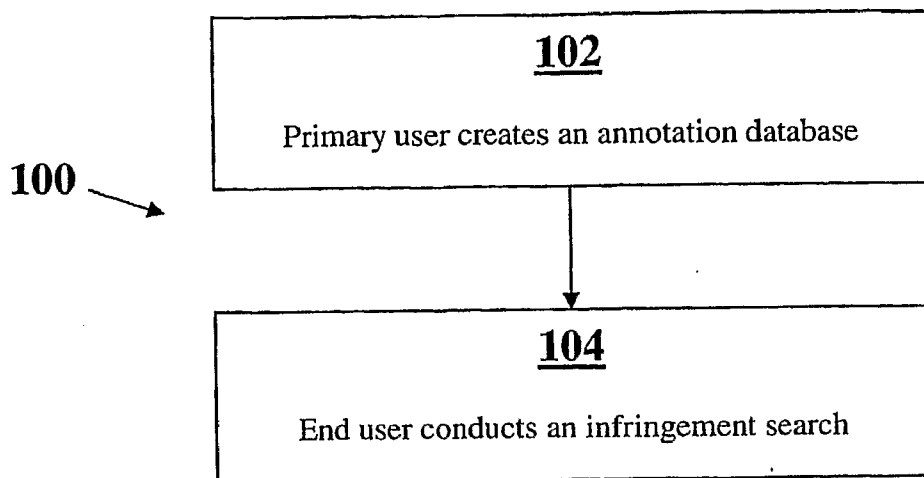 102
Primary user creates an annotation database
100
104
End user conducts an infringement search